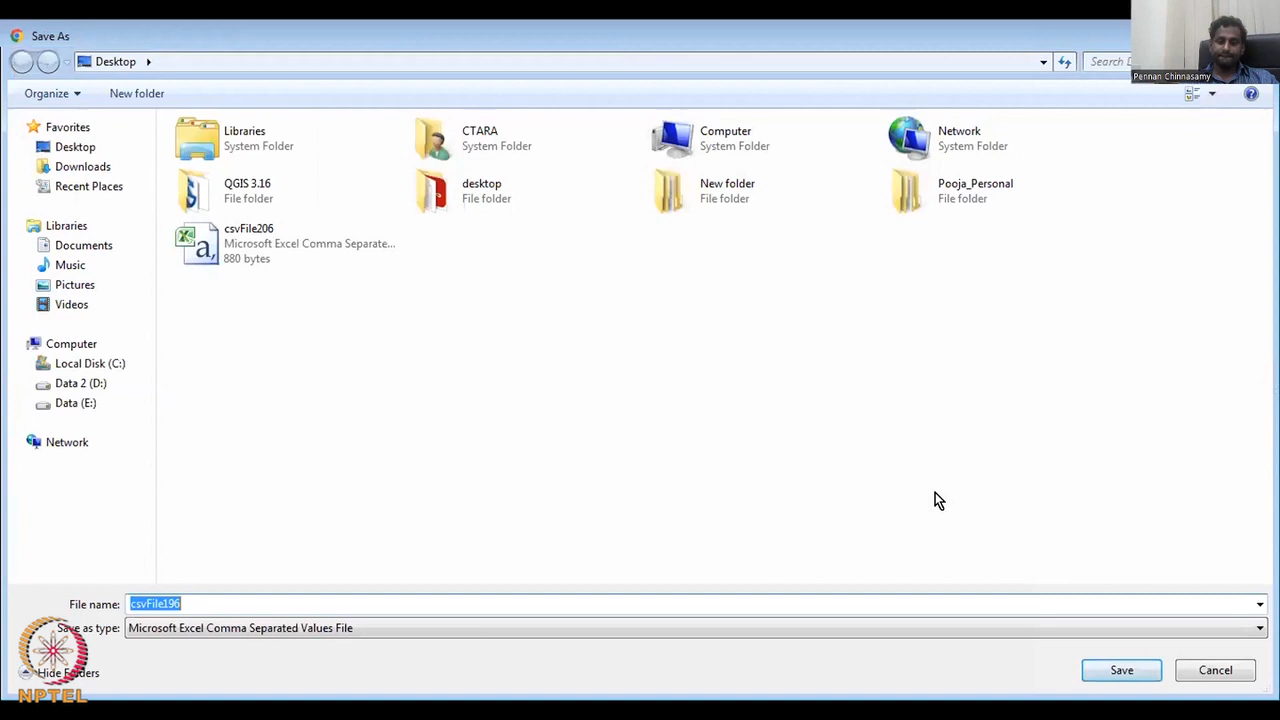 Save As
Desktop
Search D
Pennan Chinnasamy
Organize
New folder
Favorites
Desktop
Downloads
Recent Places
Libraries
Documents
Music
Pictures
Videos
Computer
Local Disk (C:)
Data 2 (D:)
Data (E:)
Network
Libraries
System Folder
CTARA
System Folder
Computer
System Folder
Network
System Folder
QGIS 3.16
File folder
desktop
File folder
New folder
File folder
Pooja_Personal
File folder
csvFile206
Microsoft Excel Comma Separate...
880 bytes
File name: csvFile196
Save as type: Microsoft Excel Comma Separated Values File
Hide Folders
Save
Cancel
NPTEL